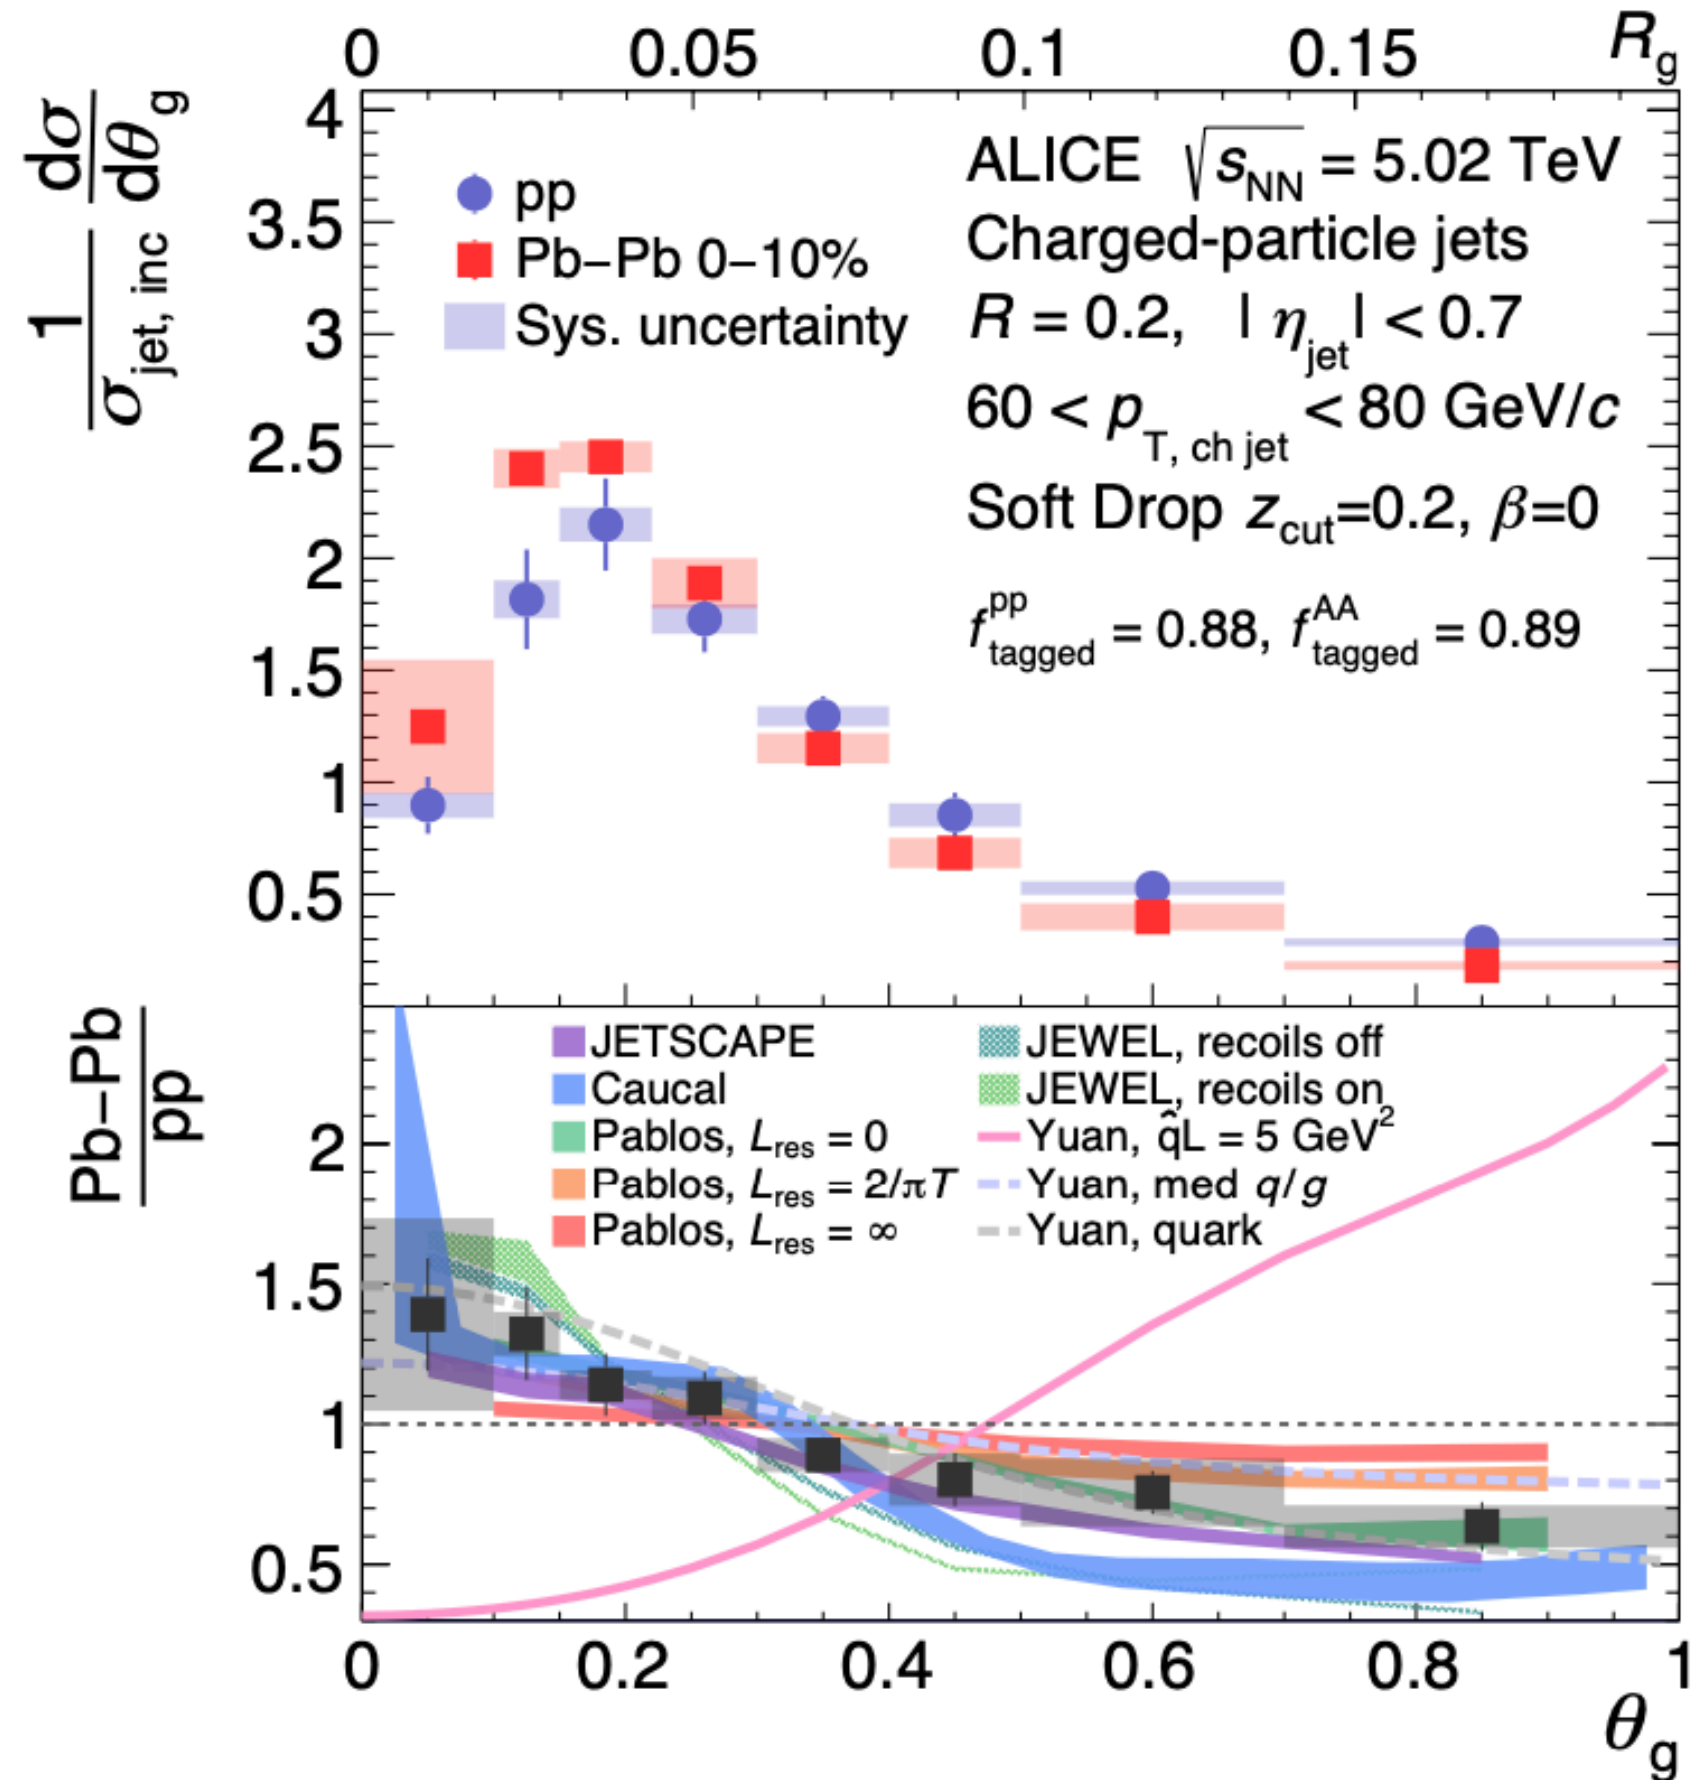 0 0.05 0.1 0.15 R_g
1/σ_jet, inc dσ/dθ_g
4
3.5
3
2.5
2
1.5
1
0.5
pp
Pb–Pb 0–10%
Sys. uncertainty
ALICE √s_NN = 5.02 TeV
Charged-particle jets
R = 0.2, | η_jet | < 0.7
60 < p_T, ch jet < 80 GeV/c
Soft Drop z_cut=0.2, β=0
f^pp_tagged = 0.88, f^AA_tagged = 0.89
Pb–Pb/pp
2
1.5
1
0.5
JETSCAPE
Caucal
Pablos, L_res = 0
Pablos, L_res = 2/πT
Pablos, L_res = ∞
JEWEL, recoils off
JEWEL, recoils on
Yuan, q̂L = 5 GeV²
Yuan, med q/g
Yuan, quark
0 0.2 0.4 0.6 0.8 1
θ_g